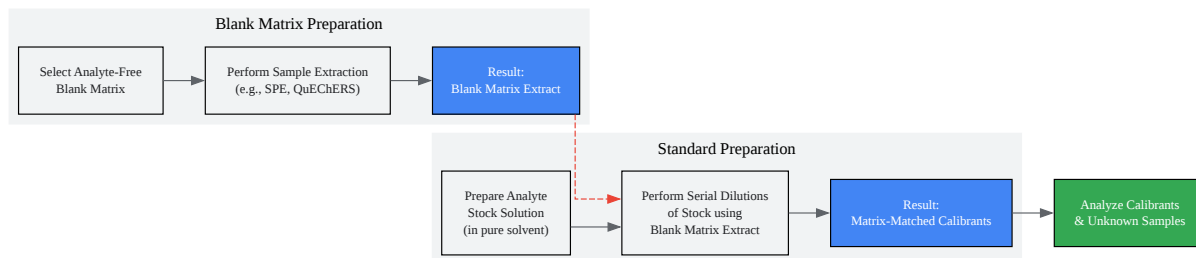 Blank Matrix Preparation
Select Analyte-Free
Blank Matrix
Perform Sample Extraction
(e.g., SPE, QuEChERS)
Result:
Blank Matrix Extract
Standard Preparation
Prepare Analyte
Stock Solution
(in pure solvent)
Perform Serial Dilutions
of Stock using
Blank Matrix Extract
Result:
Matrix-Matched Calibrants
Analyze Calibrants
& Unknown Samples